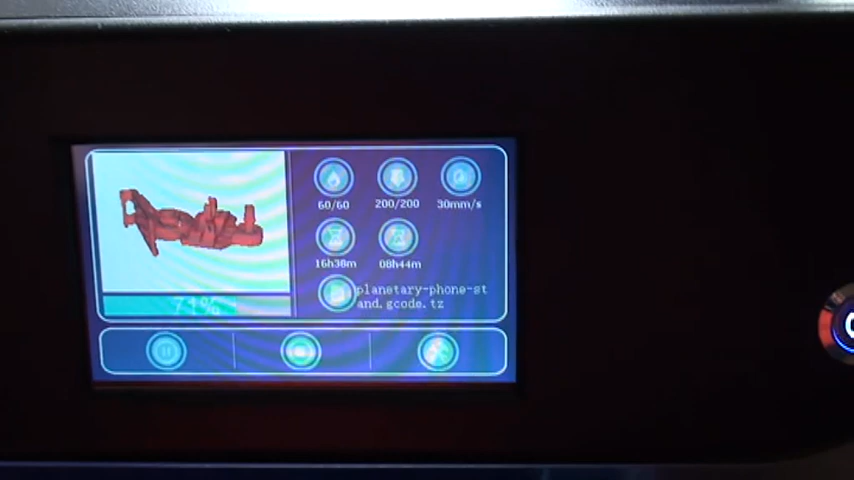 60/60 200/200 30mm/s
16h38m 08h44m
planetary-phone-st
and.gcode.tz
71%